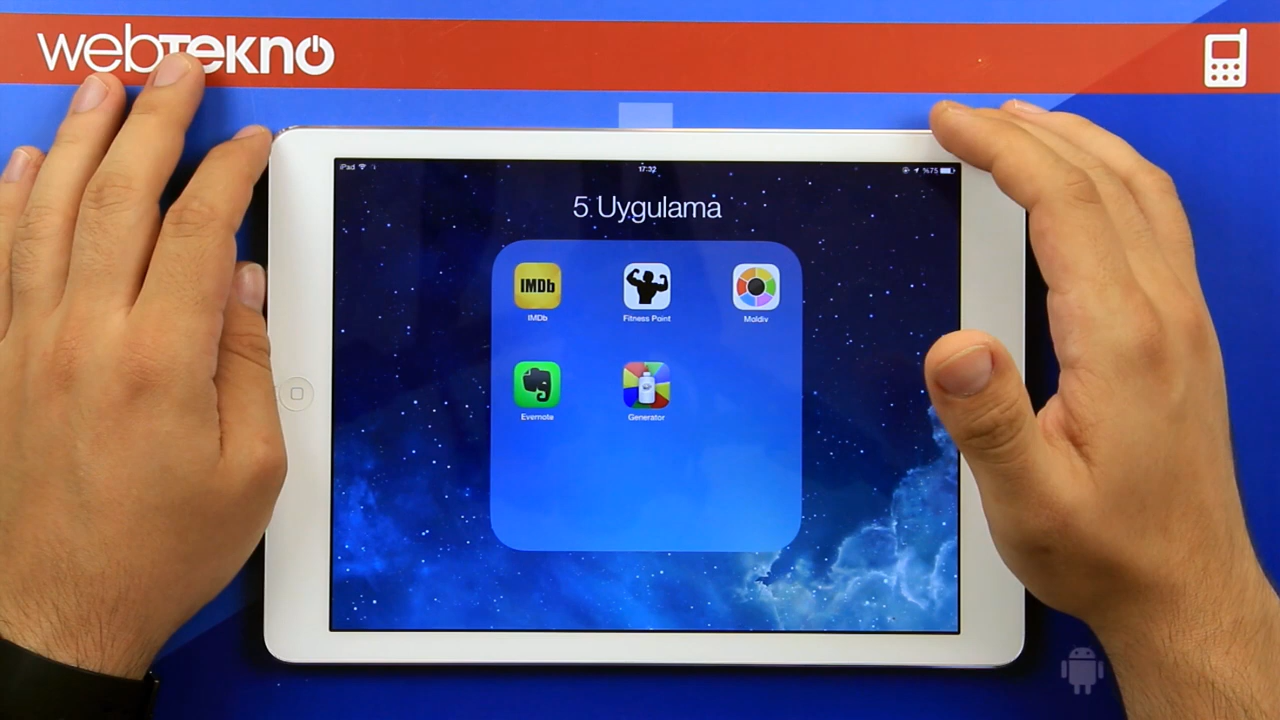 webtekno
iPad
17:32
%75
5 Uygulama
IMDb
IMDb
Fitness Point
Moldiv
Evernote
Generator